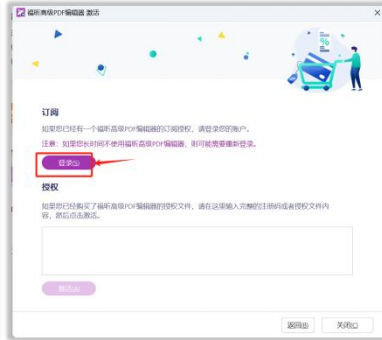 福昕高级PDF编辑器 激活
%
订阅
如果您已经有一个福昕高级PDF编辑器的订阅授权，请登录您的账户。
注意：如果您长时间不使用福昕高级PDF编辑器，则可能需要重新登录。
登录(S)
授权
如果您已经购买了福昕高级PDF编辑器的授权文件，请在这里输入完整的注册码或者授权文件内
容，然后点击激活。
激活(A)
返回(B)
关闭(C)